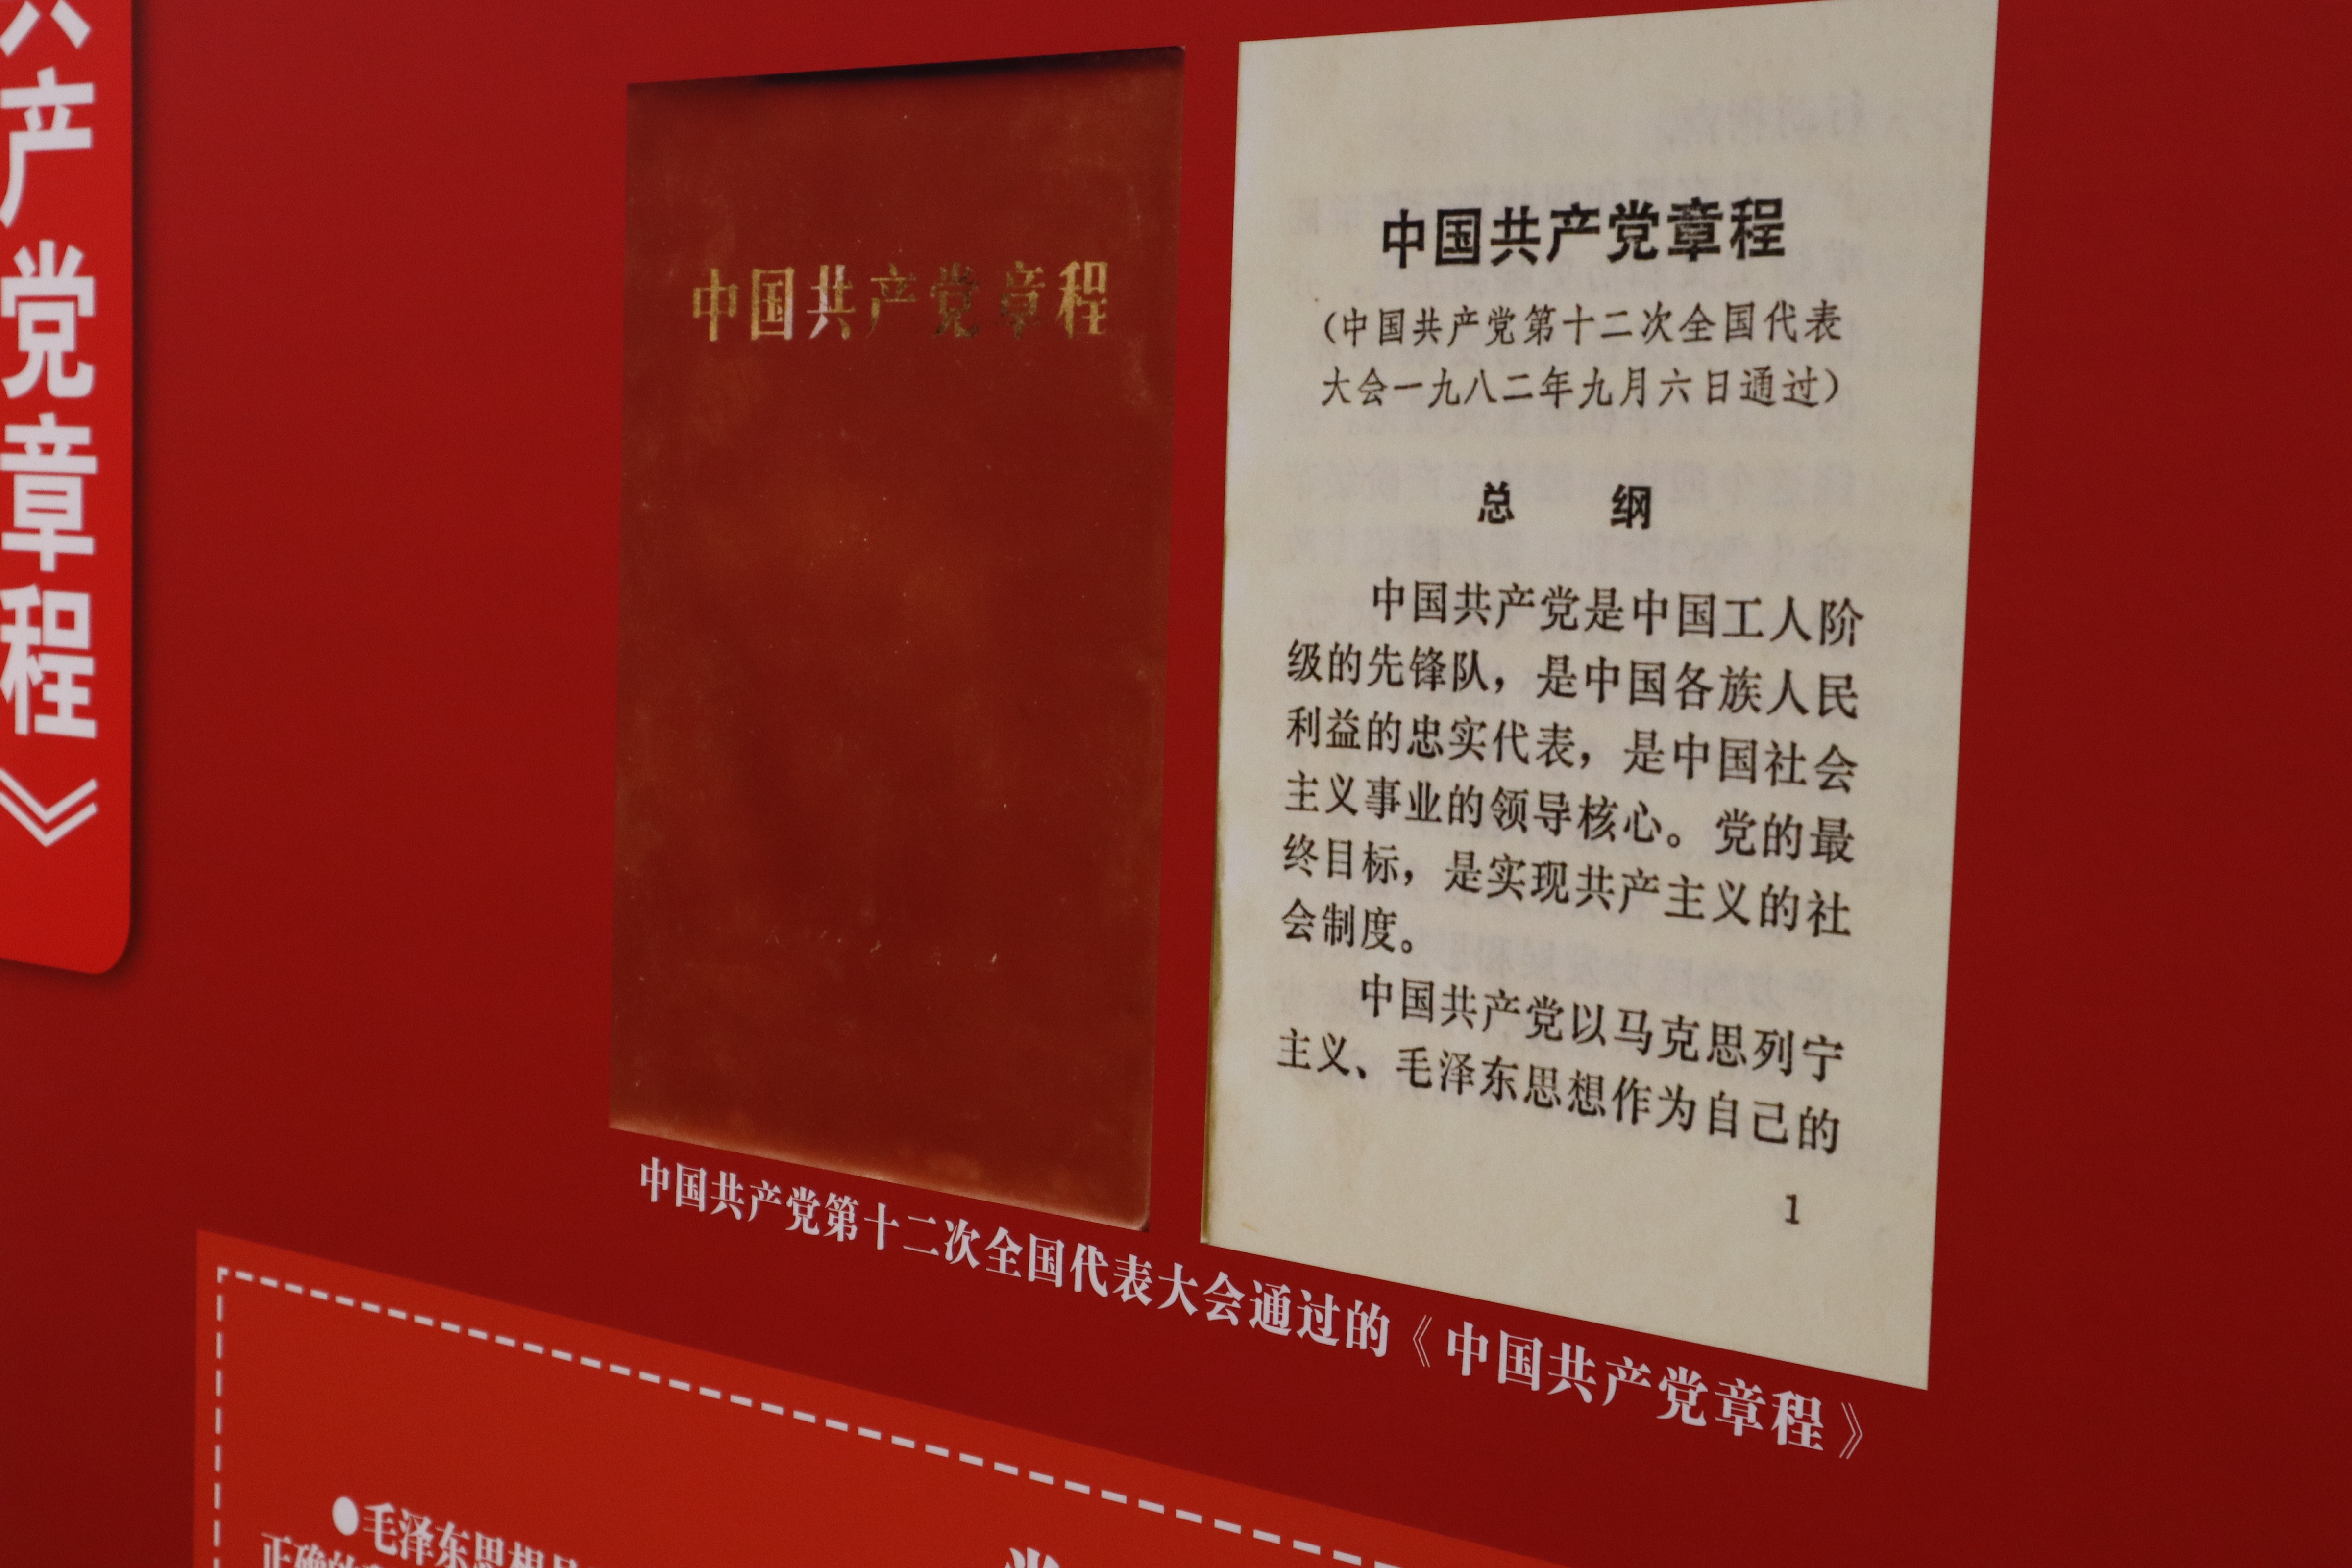 产党章程》
中国共产党章程
中国共产党章程
（中国共产党第十二次全国代表
大会一九八二年九月六日通过）
总 纲
中国共产党是中国工人阶
级的先锋队，是中国各族人民
利益的忠实代表，是中国社会
主义事业的领导核心。党的最
终目标，是实现共产主义的社
会制度。
中国共产党以马克思列宁
主义、毛泽东思想作为自己的
1
中国共产党第十二次全国代表大会通过的《中国共产党章程》
●毛泽东思想
正确的